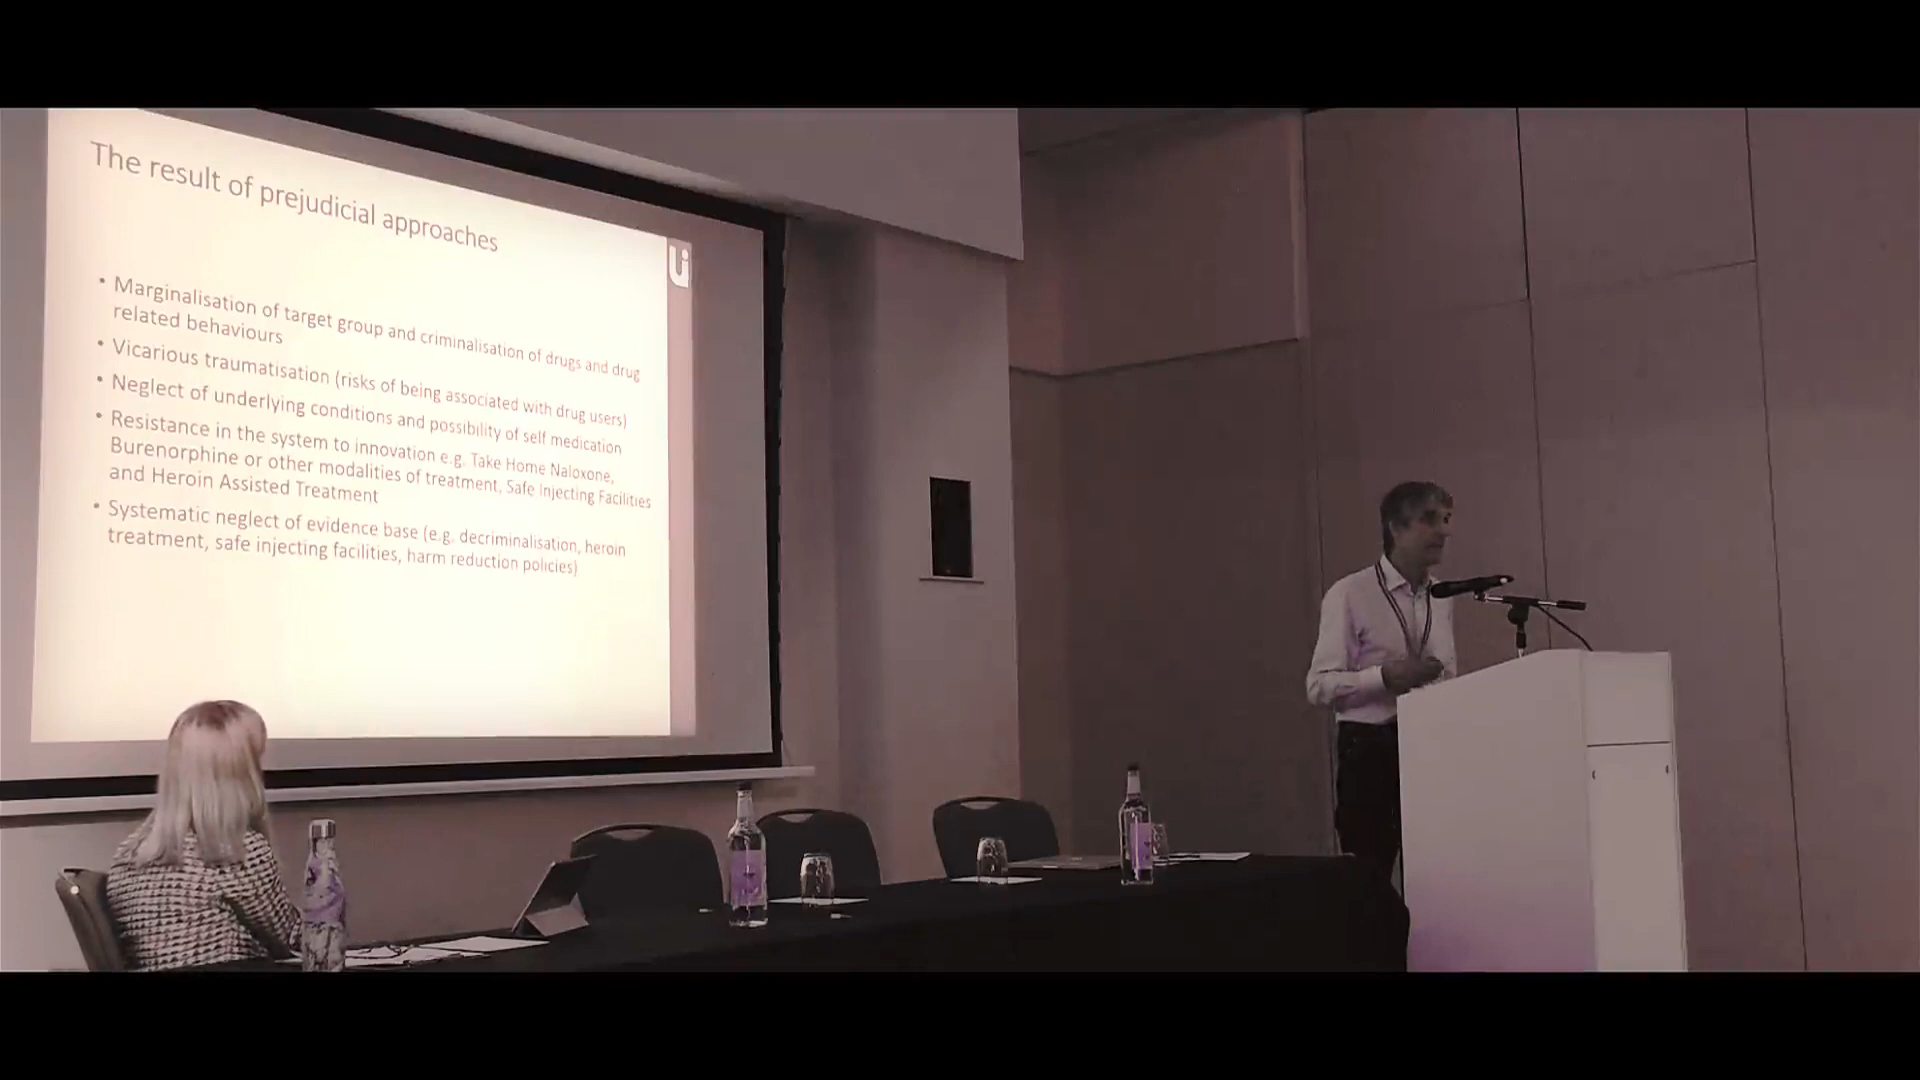 The result of prejudicial approaches
• Marginalisation of target group and criminalisation of drugs and drug
related behaviours
• Vicarious traumatisation (risks of being associated with drug users)
• Neglect of underlying conditions and possibility of self medication
• Resistance in the system to innovation e.g. Take Home Naloxone,
Burenorphine or other modalities of treatment, Safe Injecting Facilities
and Heroin Assisted Treatment
• Systematic neglect of evidence base (e.g. decriminalisation, heroin
treatment, safe injecting facilities, harm reduction policies)